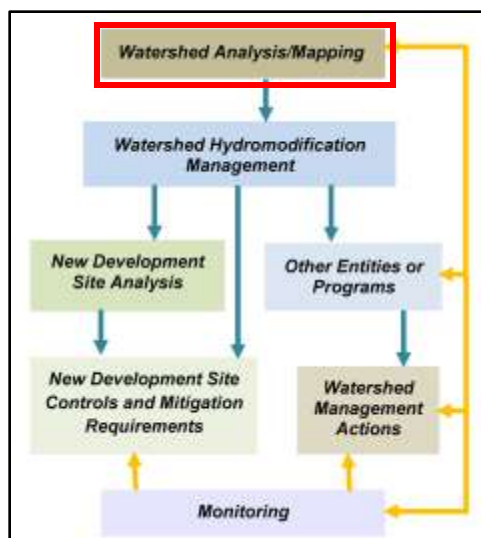 Watershed Analysis/Mapping
Watershed Hydromodification
Management
New Development
Site Analysis
Other Entities or
Programs
New Development Site
Controls and Mitigation
Requirements
Watershed
Management
Actions
Monitoring